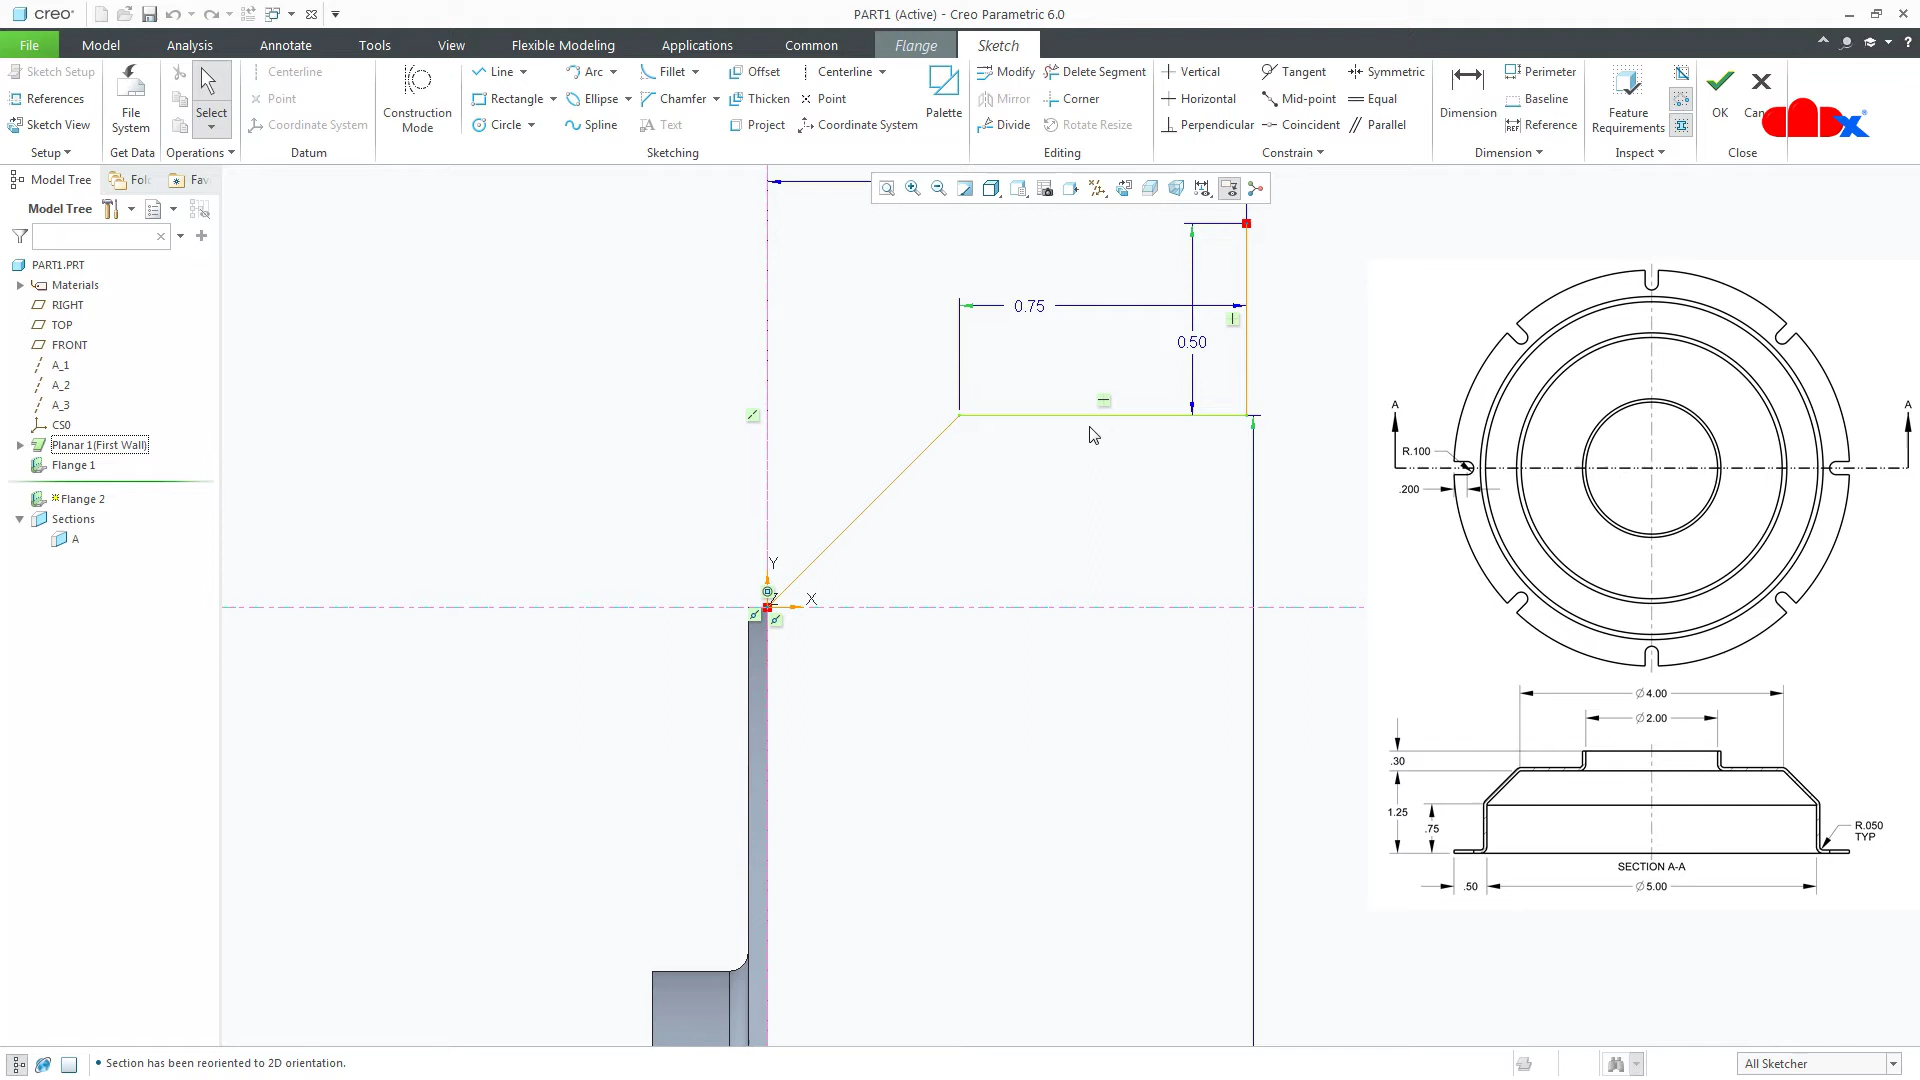 creo
PART1 (Active) - Creo Parametric 6.0
File
Model
Analysis
Annotate
Tools
View
Flexible Modeling
Applications
Common
Flange
Sketch
Sketch Setup
References
Sketch View
Setup
File System
Get Data
Select
Operations
Centerline
Point
Coordinate System
Datum
Construction Mode
Line
Rectangle
Circle
Arc
Ellipse
Spline
Fillet
Chamfer
Text
Offset
Thicken
Project
Centerline
Point
Coordinate System
Palette
Sketching
Modify
Mirror
Divide
Delete Segment
Corner
Rotate Resize
Editing
Vertical
Horizontal
Perpendicular
Tangent
Mid-point
Coincident
Symmetric
Equal
Parallel
Constrain
Dimension
Perimeter
Baseline
REF Reference
Dimension
Feature Requirements
Inspect
OK
Canc
Close
Model Tree
Fol
Fav
Model Tree
PART1.PRT
Materials
RIGHT
TOP
FRONT
A_1
A_2
A_3
CS0
Planar 1(First Wall)
Flange 1
Flange 2
Sections
A
0.75
0.50
Y
Z
X
A
A
R.100
.200
∅4.00
∅2.00
.30
1.25
.75
R.050
TYP
SECTION A-A
.50
∅5.00
• Section has been reoriented to 2D orientation.
All Sketcher